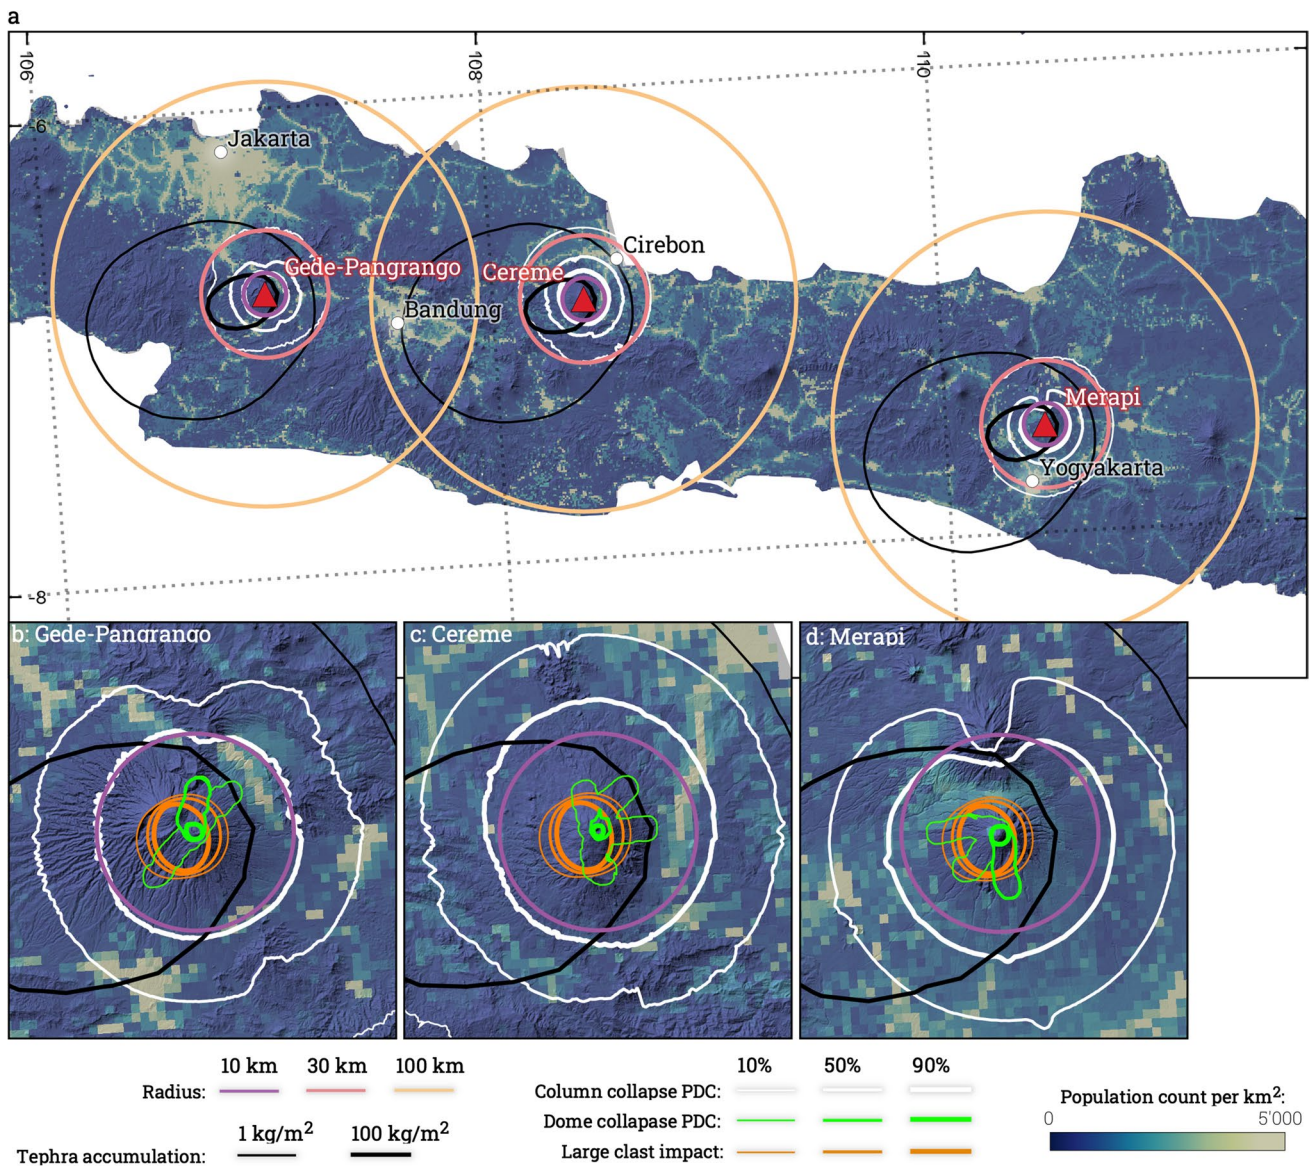 a
106
108
110
-6
Jakarta
Cirebon
Gede-Pangrango
Cereme
Bandung
Merapi
Yogyakarta
-8
b: Gede-Pangrango
c: Cereme
d: Merapi
10 km 30 km 100 km
Radius:
1 kg/m² 100 kg/m²
Tephra accumulation:
10% 50% 90%
Column collapse PDC:
Dome collapase PDC:
Large clast impact:
Population count per km²:
0 5'000